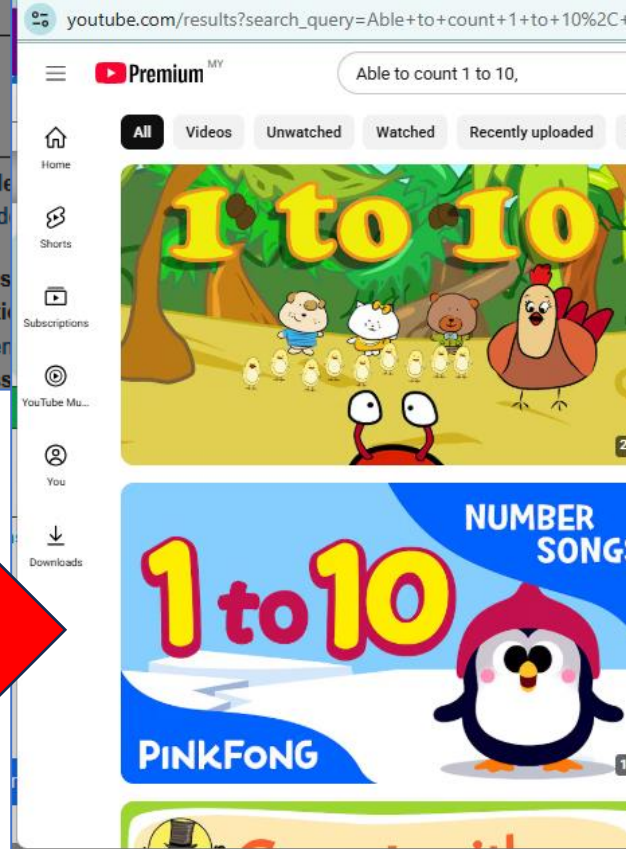 youtube.com/results?search_query=Able+to+count+1+to+10%2C+
Premium MY
Able to count 1 to 10,
All Videos Unwatched Watched Recently uploaded
Home
Shorts
Subscriptions
YouTube Mu...
You
Downloads
1 to 10
NUMBER
SONGS
1 to 10
PINKFONG